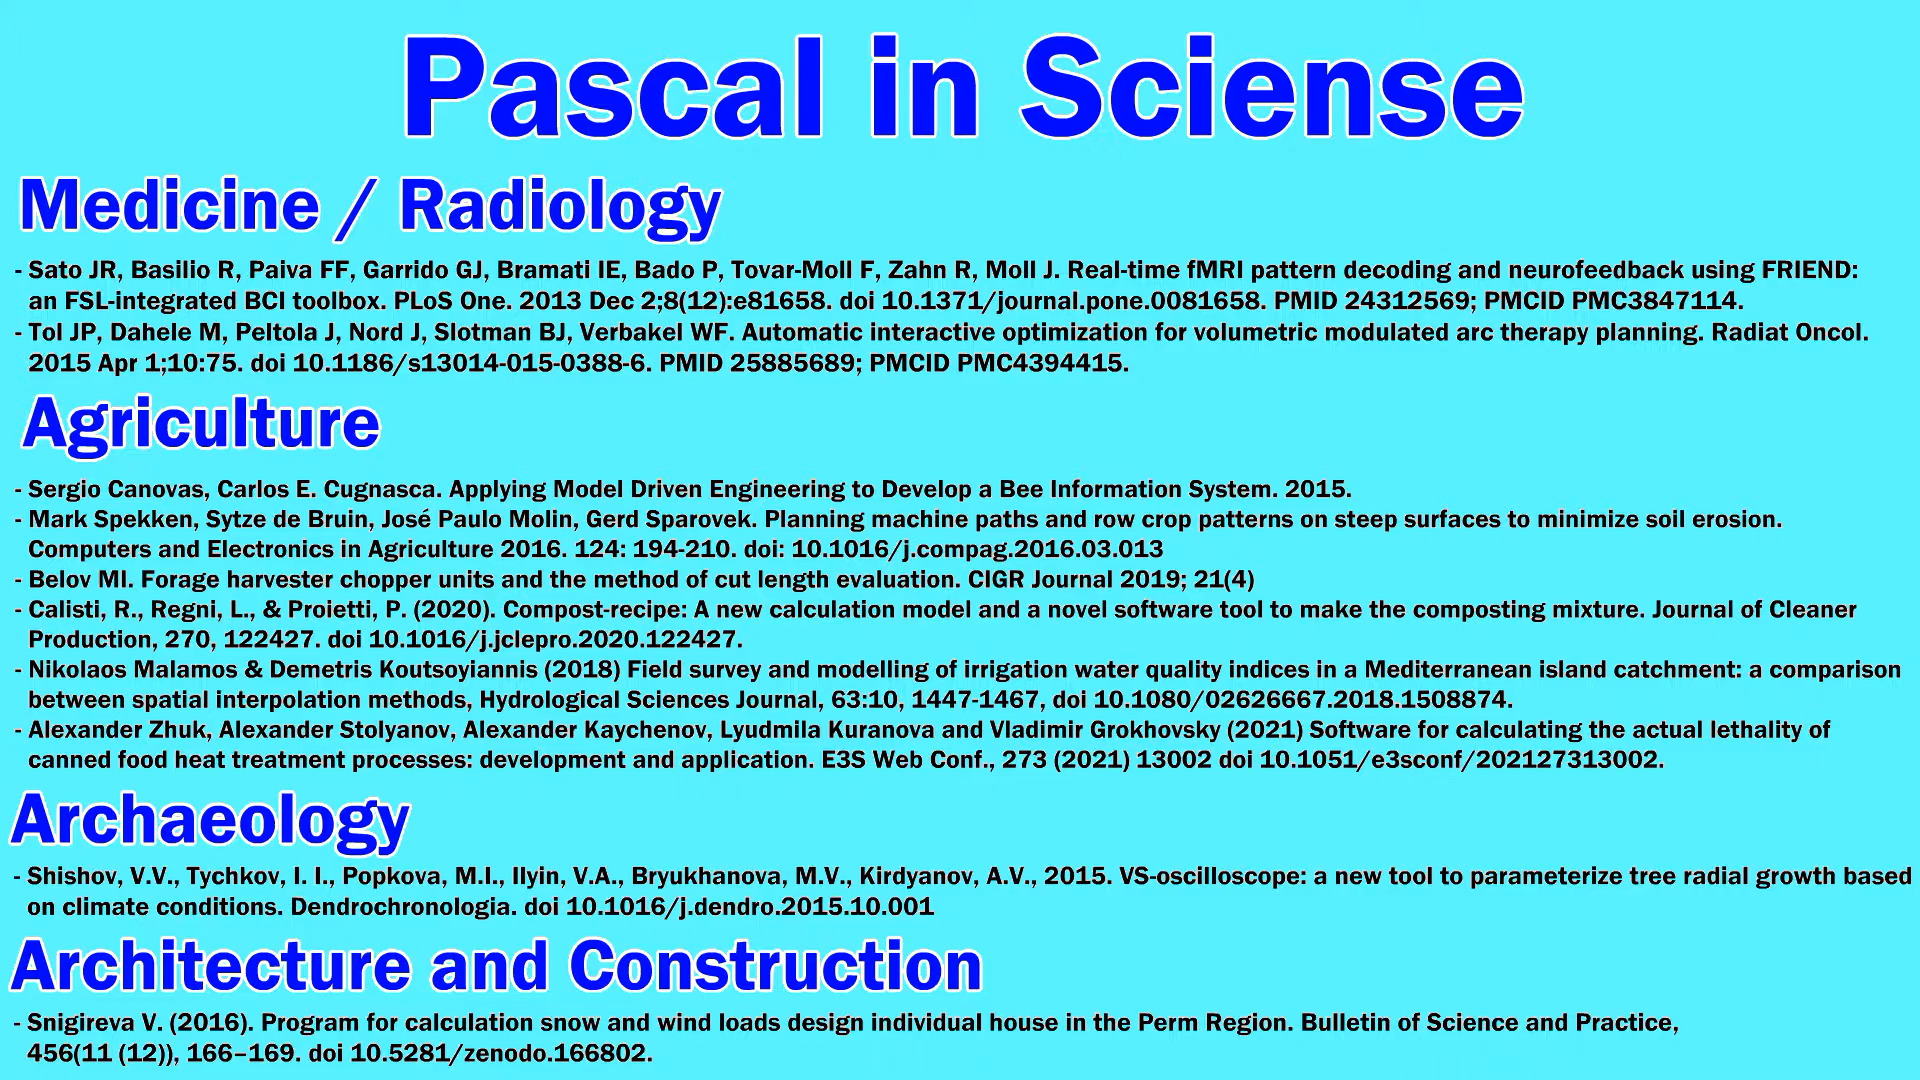 Pascal in Sciense
Medicine / Radiology
- Sato JR, Basilio R, Paiva FF, Garrido GJ, Bramati IE, Bado P, Tovar-Moll F, Zahn R, Moll J. Real-time fMRI pattern decoding and neurofeedback using FRIEND:
an FSL-integrated BCI toolbox. PLoS One. 2013 Dec 2;8(12):e81658. doi 10.1371/journal.pone.0081658. PMID 24312569; PMCID PMC3847114.
- Tol JP, Dahele M, Peltola J, Nord J, Slotman BJ, Verbakel WF. Automatic interactive optimization for volumetric modulated arc therapy planning. Radiat Oncol.
2015 Apr 1;10:75. doi 10.1186/s13014-015-0388-6. PMID 25885689; PMCID PMC4394415.
Agriculture
- Sergio Canovas, Carlos E. Cugnasca. Applying Model Driven Engineering to Develop a Bee Information System. 2015.
- Mark Spekken, Sytze de Bruin, José Paulo Molin, Gerd Sparovek. Planning machine paths and row crop patterns on steep surfaces to minimize soil erosion.
Computers and Electronics in Agriculture 2016. 124: 194-210. doi: 10.1016/j.compag.2016.03.013
- Belov MI. Forage harvester chopper units and the method of cut length evaluation. CIGR Journal 2019; 21(4)
- Calisti, R., Regni, L., & Proietti, P. (2020). Compost-recipe: A new calculation model and a novel software tool to make the composting mixture. Journal of Cleaner
Production, 270, 122427. doi 10.1016/j.jclepro.2020.122427.
- Nikolaos Malamos & Demetris Koutsoyiannis (2018) Field survey and modelling of irrigation water quality indices in a Mediterranean island catchment: a comparison
between spatial interpolation methods, Hydrological Sciences Journal, 63:10, 1447-1467, doi 10.1080/02626667.2018.1508874.
- Alexander Zhuk, Alexander Stolyanov, Alexander Kaychenov, Lyudmila Kuranova and Vladimir Grokhovsky (2021) Software for calculating the actual lethality of
canned food heat treatment processes: development and application. E3S Web Conf., 273 (2021) 13002 doi 10.1051/e3sconf/202127313002.
Archaeology
- Shishov, V.V., Tychkov, I. I., Popkova, M.I., Ilyin, V.A., Bryukhanova, M.V., Kirdyanov, A.V., 2015. VS-oscilloscope: a new tool to parameterize tree radial growth based
on climate conditions. Dendrochronologia. doi 10.1016/j.dendro.2015.10.001
Architecture and Construction
- Snigireva V. (2016). Program for calculation snow and wind loads design individual house in the Perm Region. Bulletin of Science and Practice,
456(11 (12)), 166–169. doi 10.5281/zenodo.166802.